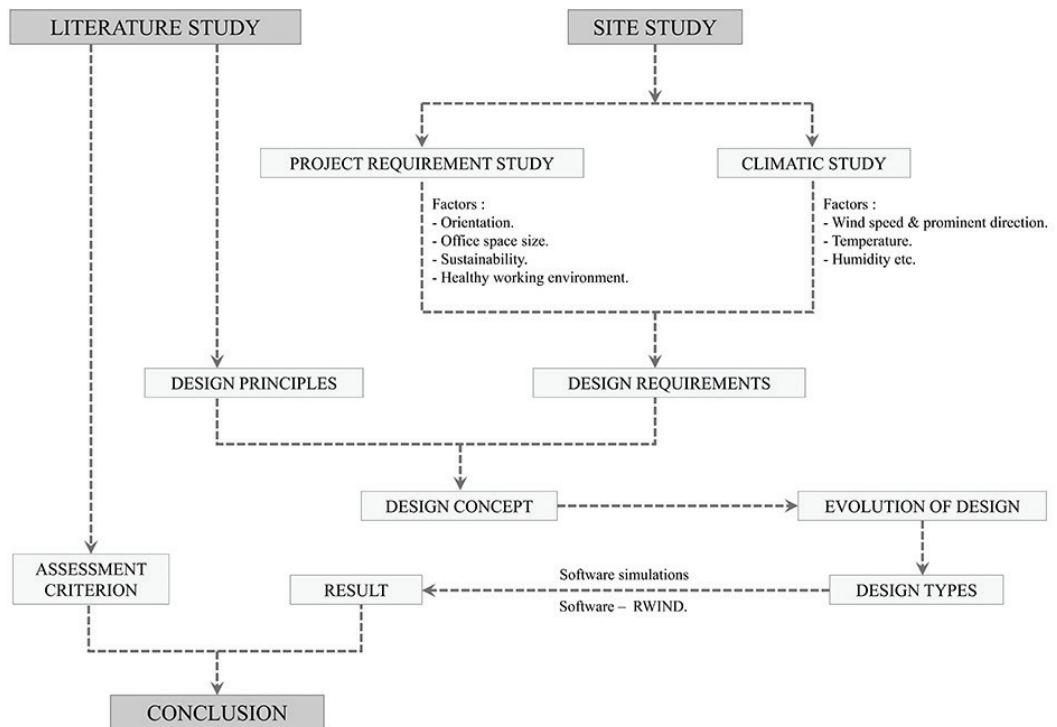 LITERATURE STUDY
SITE STUDY
PROJECT REQUIREMENT STUDY
CLIMATIC STUDY
Factors :
- Orientation.
- Office space size.
- Sustainability.
- Healthy working environment.
Factors :
- Wind speed & prominent direction.
- Temperature.
- Humidity etc.
DESIGN PRINCIPLES
DESIGN REQUIREMENTS
DESIGN CONCEPT
EVOLUTION OF DESIGN
ASSESSMENT
CRITERION
RESULT
Software simulations
Software – RWIND.
DESIGN TYPES
CONCLUSION